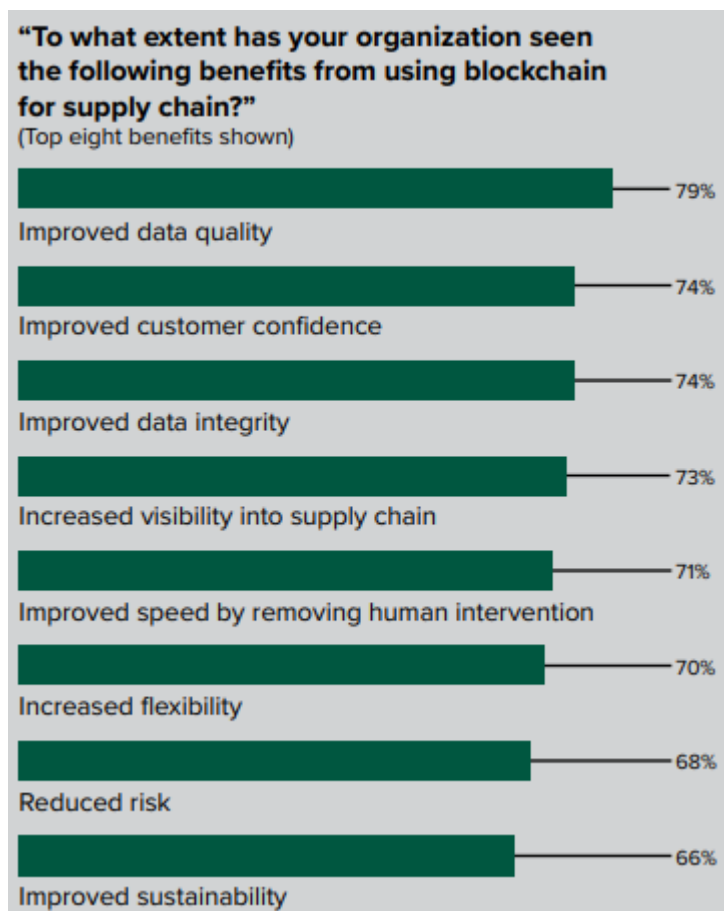 “To what extent has your organization seen
the following benefits from using blockchain
for supply chain?”
(Top eight benefits shown)
79%
Improved data quality
74%
Improved customer confidence
74%
Improved data integrity
73%
Increased visibility into supply chain
71%
Improved speed by removing human intervention
70%
Increased flexibility
68%
Reduced risk
66%
Improved sustainability